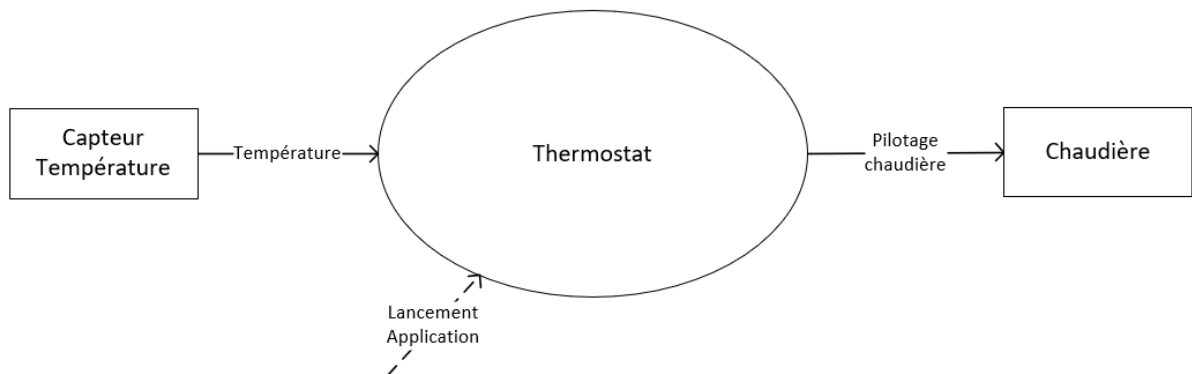 Capteur
Température
Température
Thermostat
Pilotage
chaudière
Chaudière
Lancement
Application